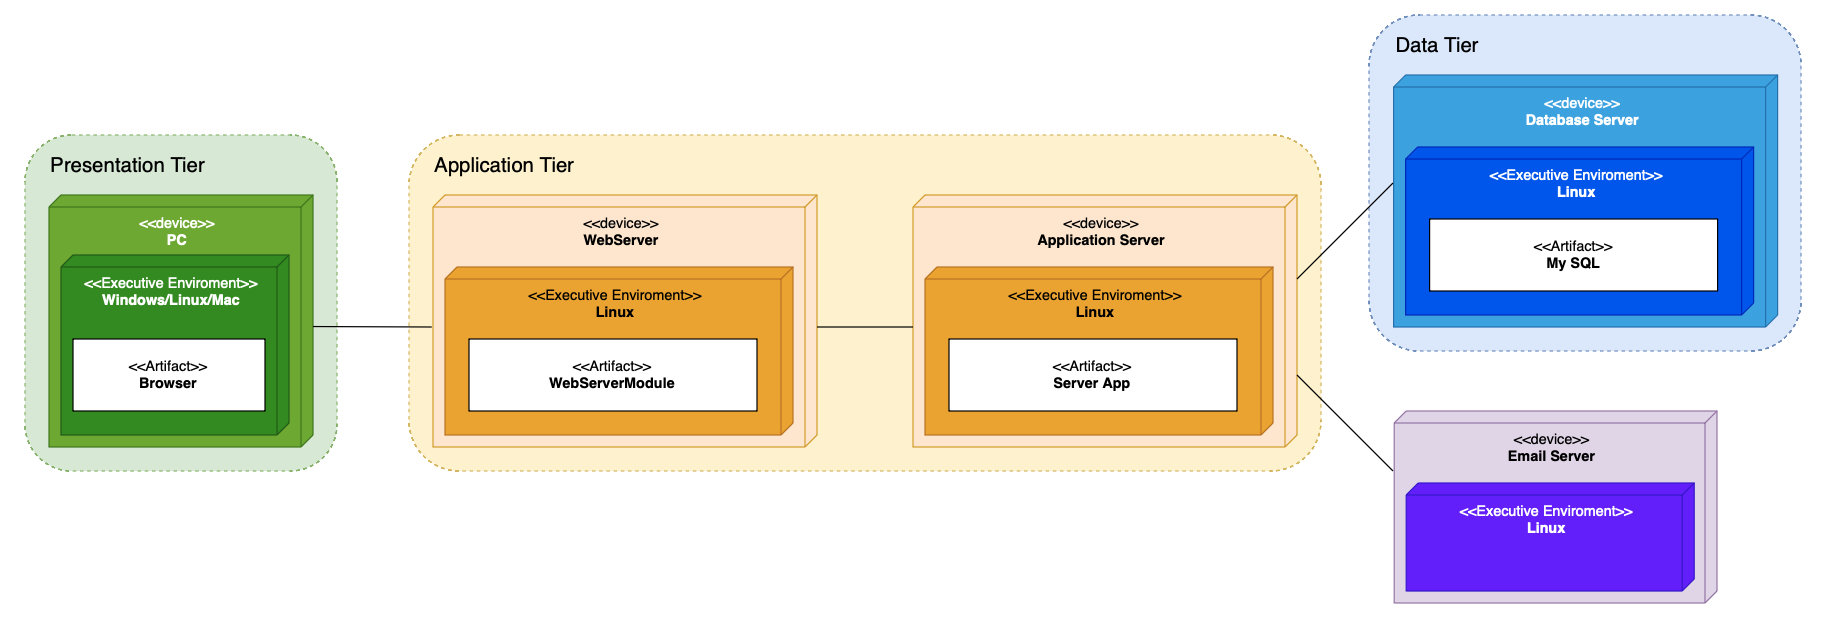 Presentation Tier
<<device>>
PC
<<Executive Enviroment>>
Windows/Linux/Mac
<<Artifact>>
Browser
Application Tier
<<device>>
WebServer
<<Executive Enviroment>>
Linux
<<Artifact>>
WebServerModule
<<device>>
Application Server
<<Executive Enviroment>>
Linux
<<Artifact>>
Server App
Data Tier
<<device>>
Database Server
<<Executive Enviroment>>
Linux
<<Artifact>>
My SQL
<<device>>
Email Server
<<Executive Enviroment>>
Linux